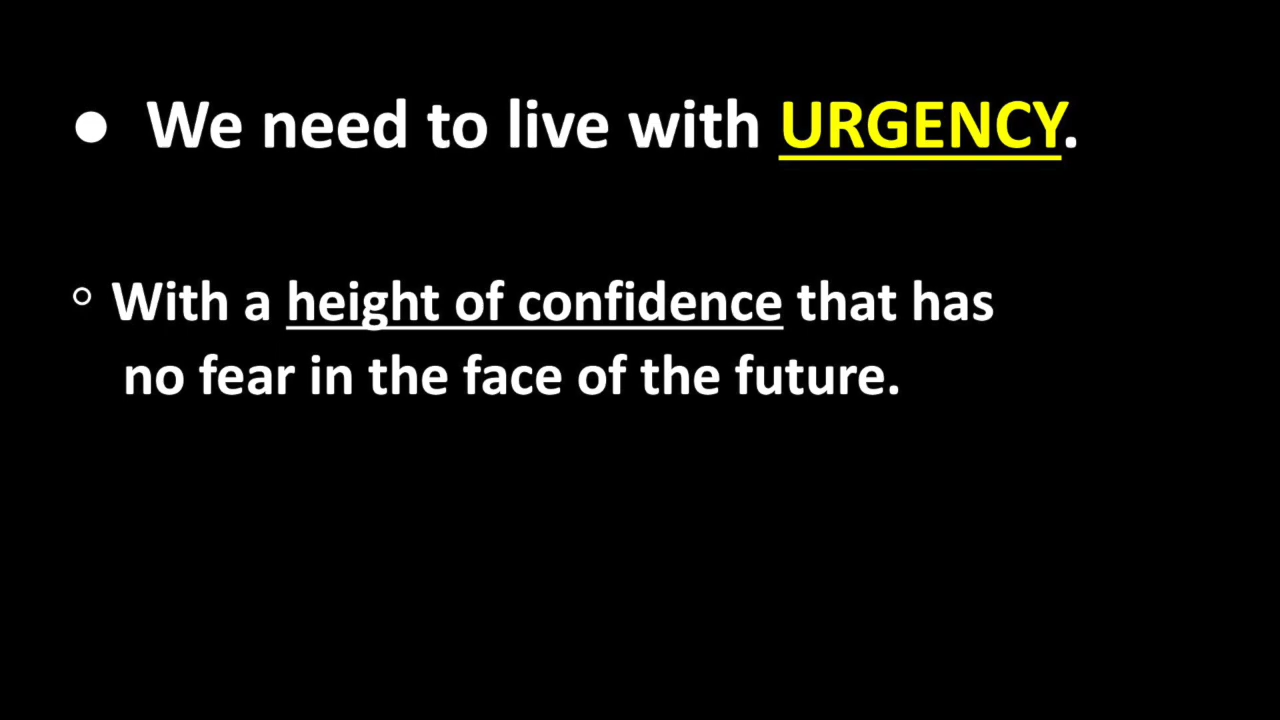 ● We need to live with URGENCY.
○ With a height of confidence that has
no fear in the face of the future.